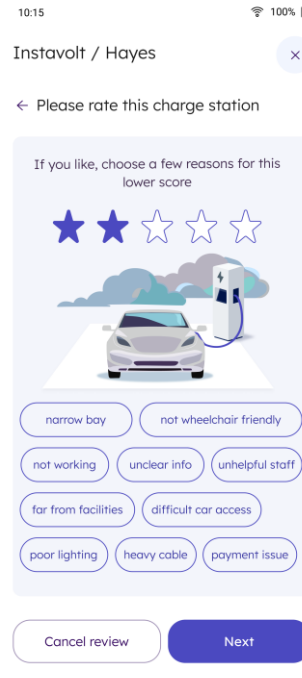 10:15
100%
Instavolt / Hayes
×
← Please rate this charge station
If you like, choose a few reasons for this
lower score
narrow bay
not wheelchair friendly
not working
unclear info
unhelpful staff
far from facilities
difficult car access
poor lighting
heavy cable
payment issue
Cancel review
Next